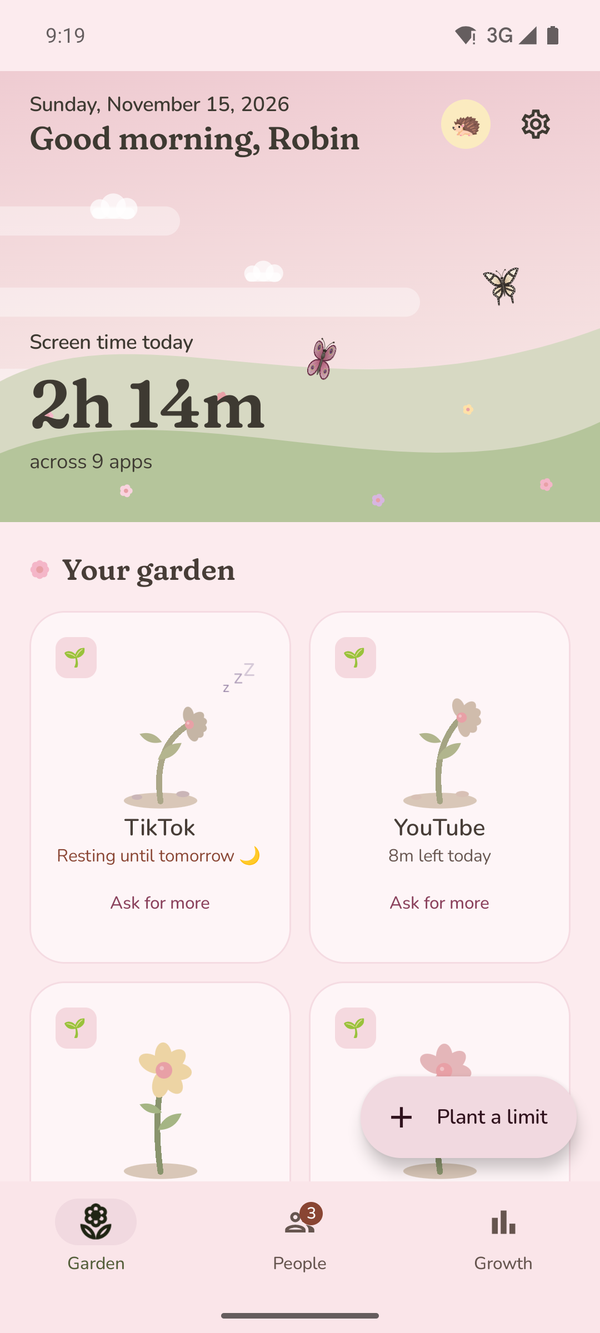 9:19
3G
Sunday, November 15, 2026
Good morning, Robin
Screen time today
2h 14m
across 9 apps
Your garden
z z Z
TikTok
Resting until tomorrow 🌙
Ask for more
YouTube
8m left today
Ask for more
Plant a limit
3
Garden
People
Growth